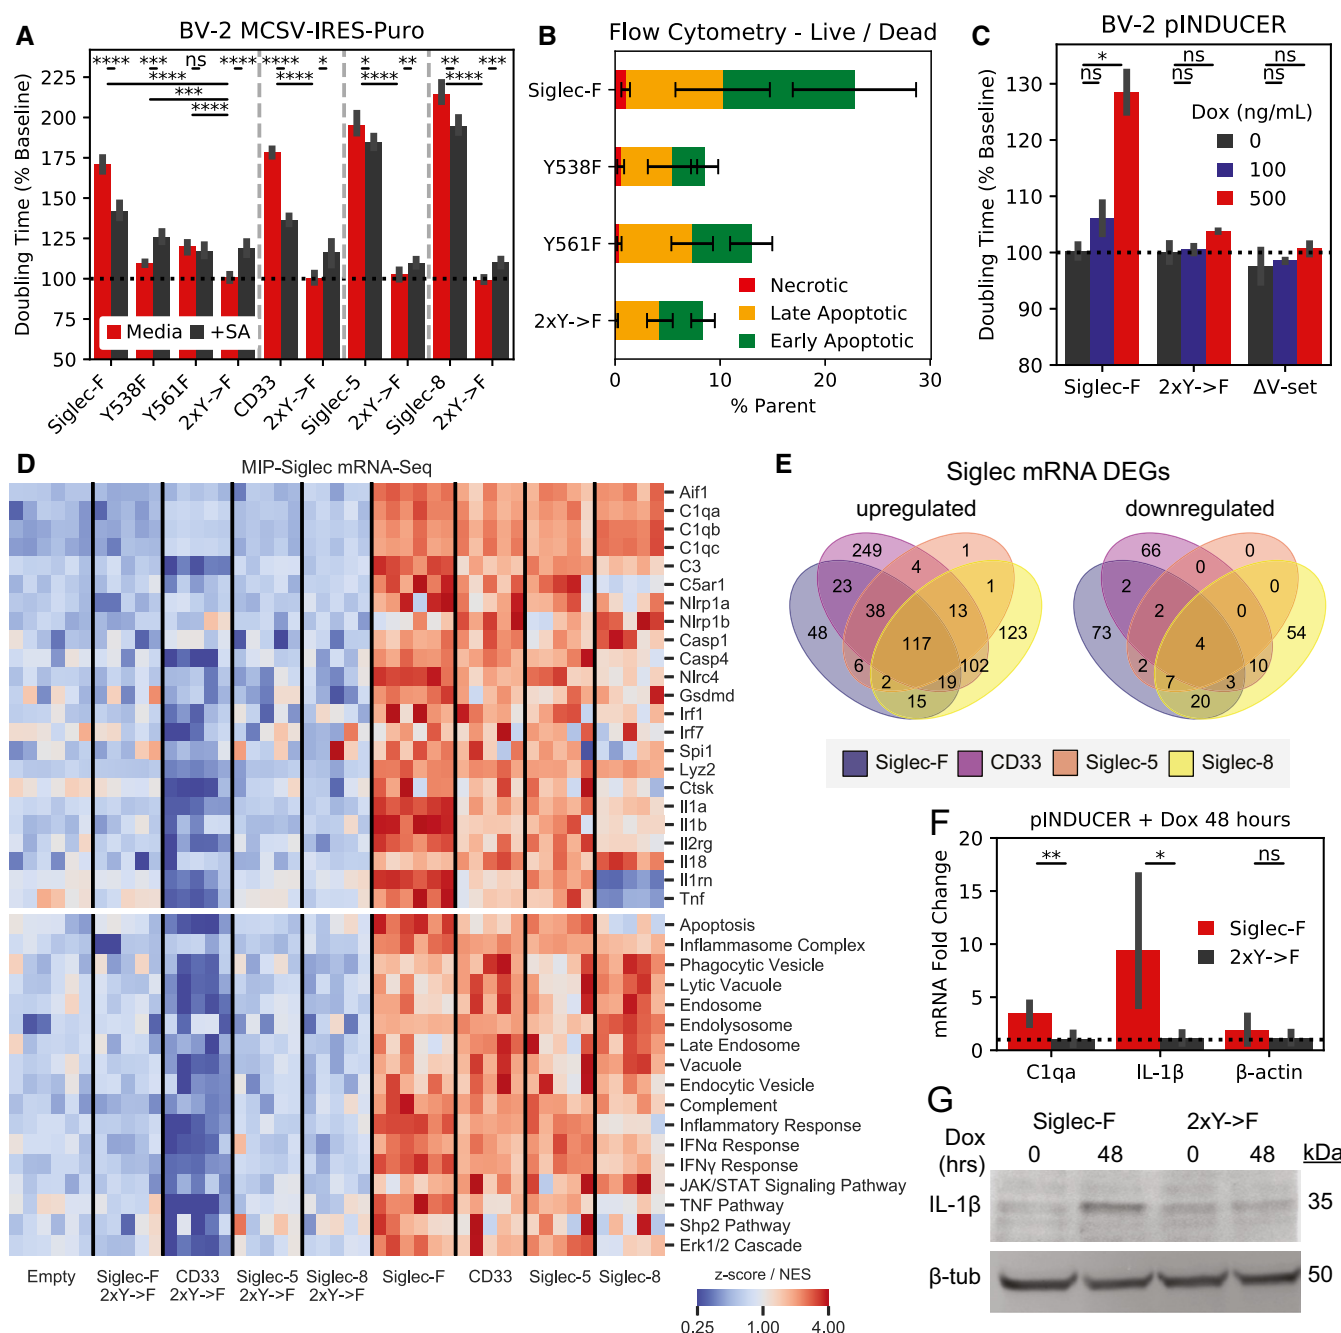 A
BV-2 MCSV-IRES-Puro
**** *** ns **** **** * * ** ** ***
**** **** **** ****
***
****
Doubling Time (% Baseline)
225
200
175
150
125
100
75
50
Media +SA
Siglec-F Y538F Y561F 2xY->F CD33 2xY->F Siglec-5 2xY->F Siglec-8 2xY->F
B
Flow Cytometry - Live / Dead
Siglec-F
Y538F
Y561F
2xY->F
Necrotic
Late Apoptotic
Early Apoptotic
0 10 20 30
% Parent
C
BV-2 pINDUCER
* ns ns
ns ns ns
Doubling Time (% Baseline)
130
120
110
100
90
80
Dox (ng/mL)
0
100
500
Siglec-F 2xY->F ΔV-set
D
MIP-Siglec mRNA-Seq
Aif1
C1qa
C1qb
C1qc
C3
C5ar1
Nlrp1a
Nlrp1b
Casp1
Casp4
Nlrc4
Gsdmd
Irf1
Irf7
Spi1
Lyz2
Ctsk
Il1a
Il1b
Il2rg
Il18
Il1rn
Tnf
Apoptosis
Inflammasome Complex
Phagocytic Vesicle
Lytic Vacuole
Endosome
Endolysosome
Late Endosome
Vacuole
Endocytic Vesicle
Complement
Inflammatory Response
IFNα Response
IFNγ Response
JAK/STAT Signaling Pathway
TNF Pathway
Shp2 Pathway
Erk1/2 Cascade
Empty Siglec-F CD33 Siglec-5 Siglec-8 Siglec-F CD33 Siglec-5 Siglec-8
2xY->F 2xY->F 2xY->F 2xY->F
z-score / NES
0.25 1.00 4.00
E
Siglec mRNA DEGs
upregulated downregulated
249 1 66 0
23 4 1 2 0 0
38 13 2 0
48 117 123 73 4 54
6 102 2 10
2 19 7 3
15 20
Siglec-F CD33 Siglec-5 Siglec-8
F
pINDUCER + Dox 48 hours
mRNA Fold Change
20
15
10
5
0
** * ns
Siglec-F
2xY->F
C1qa IL-1β β-actin
G
Siglec-F 2xY->F
Dox
(hrs) 0 48 0 48 kDa
IL-1β 35
β-tub 50